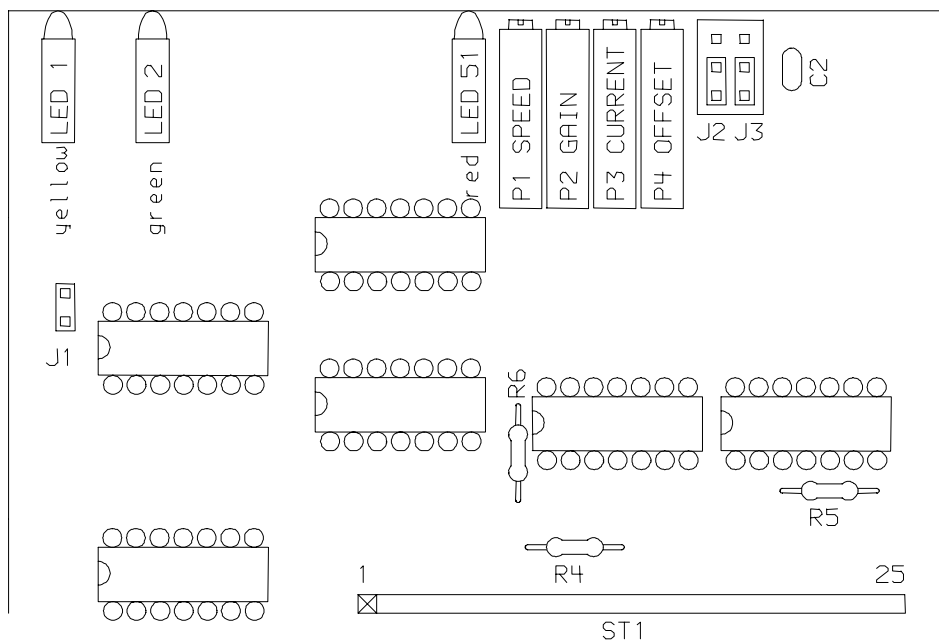 LED 1
yellow
LED 2
green
LED 51
red
P1 SPEED
P2 GAIN
P3 CURRENT
P4 OFFSET
J2 J3
C2
J1
R6
R5
R4
1
25
ST1